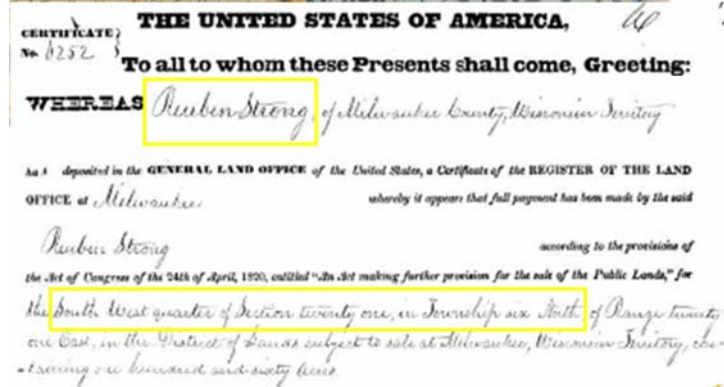 THE UNITED STATES OF AMERICA,
CERTIFICATE
No. 6252
To all to whom these Presents shall come, Greeting:
WHEREAS Reuben Strong, of Milwaukee County, Wisconsin Territory
has deposited in the GENERAL LAND OFFICE of the United States, a Certificate of the REGISTER OF THE LAND
OFFICE at Milwaukee whereby it appears that full payment has been made by the said
Reuben Strong according to the provisions of
the Act of Congress of the 24th of April, 1820, entitled "An Act making further provision for the sale of the Public Lands," for
the South West quarter of Section twenty one, in Township six North of Range twenty
one East, in the District of Lands subject to sale at Milwaukee, Wisconsin Territory, con-
taining one hundred and sixty acres